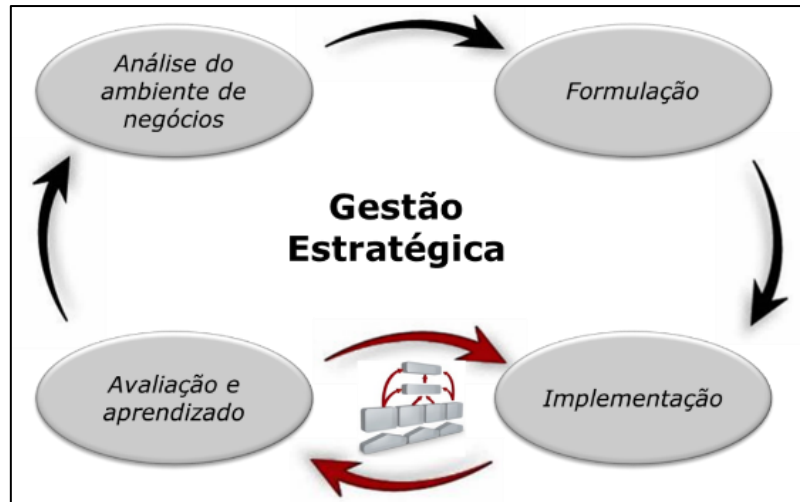 Análise do
ambiente de
negócios
Formulação
Gestão
Estratégica
Avaliação e
aprendizado
Implementação